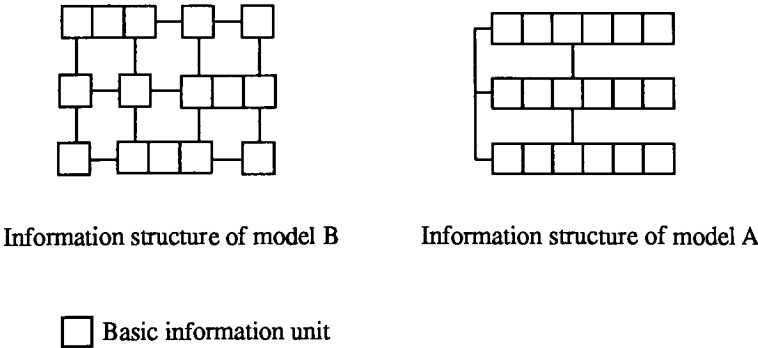 Information structure of model B
Information structure of model A
Basic information unit